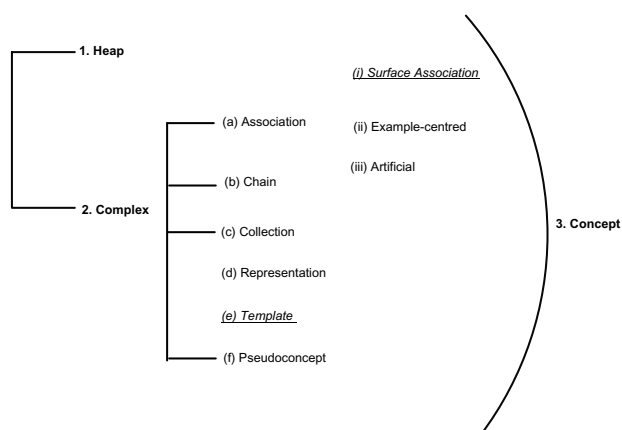 1. Heap
(i) Surface Association
(a) Association
(ii) Example-centred
(iii) Artificial
(b) Chain
2. Complex
3. Concept
(c) Collection
(d) Representation
(e) Template
(f) Pseudoconcept